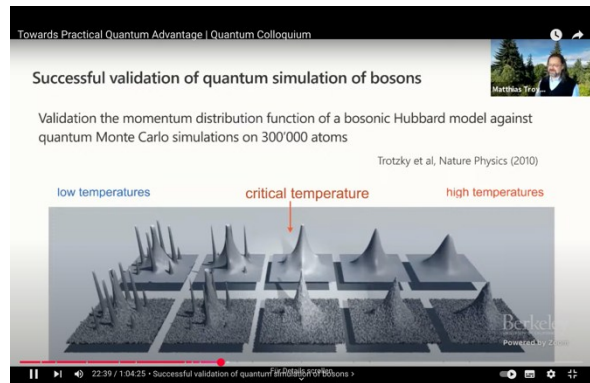 Towards Practical Quantum Advantage | Quantum Colloquium
Matthias Troy...
Successful validation of quantum simulation of bosons
Validation the momentum distribution function of a bosonic Hubbard model against
quantum Monte Carlo simulations on 300'000 atoms
Trotzky et al, Nature Physics (2010)
low temperatures critical temperature high temperatures
Berkeley
Powered by Zoom
Für Details scrollen
22:39 / 1:04:25 • Successful validation of quantum simulation of bosons >